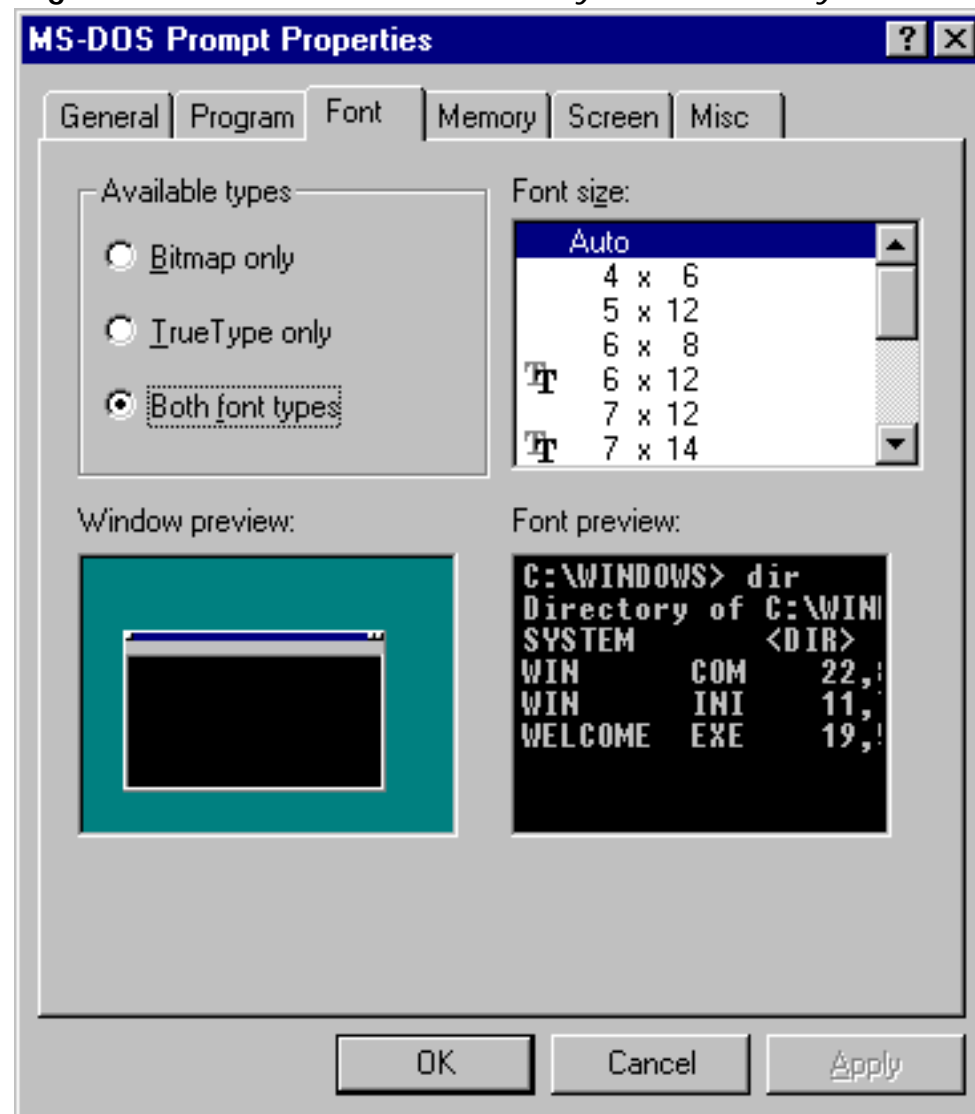 MS-DOS Prompt Properties
General Program Font Memory Screen Misc
Available types
Bitmap only
TrueType only
Both font types
Font size:
Auto
4 x 6
5 x 12
6 x 8
6 x 12
7 x 12
7 x 14
Window preview:
Font preview:
C:\WINDOWS> dir
Directory of C:\WIN
SYSTEM <DIR>
WIN COM 22,
WIN INI 11,
WELCOME EXE 19,
OK Cancel Apply